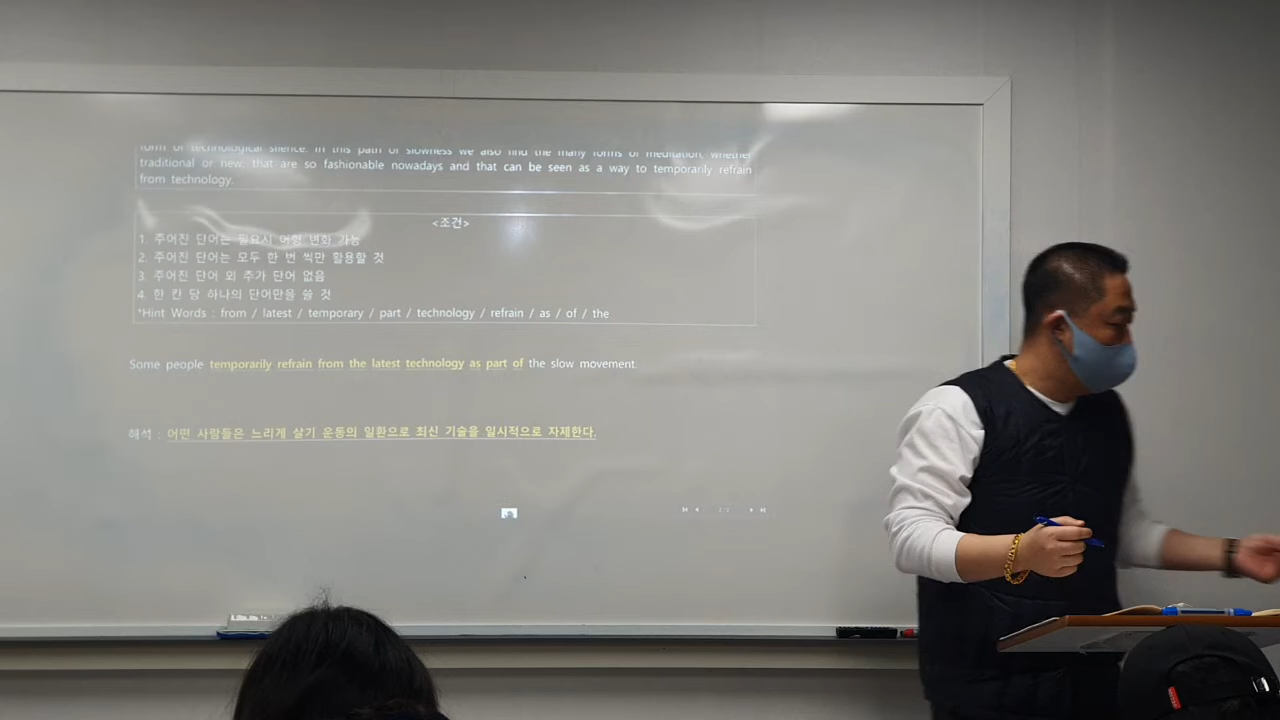 form of technological silence. In this path of slowness we also find the many forms of meditation, whether
traditional or new, that are so fashionable nowadays and that can be seen as a way to temporarily refrain
from technology.
<조건>
1. 주어진 단어는 필요시 어형 변화 가능
2. 주어진 단어는 모두 한 번 씩만 활용할 것
3. 주어진 단어 외 추가 단어 없음
4. 한 칸 당 하나의 단어만을 쓸 것
*Hint Words : from / latest / temporary / part / technology / refrain / as / of / the
Some people temporarily refrain from the latest technology as part of the slow movement.
해석 : 어떤 사람들은 느리게 살기 운동의 일환으로 최신 기술을 일시적으로 자제한다.